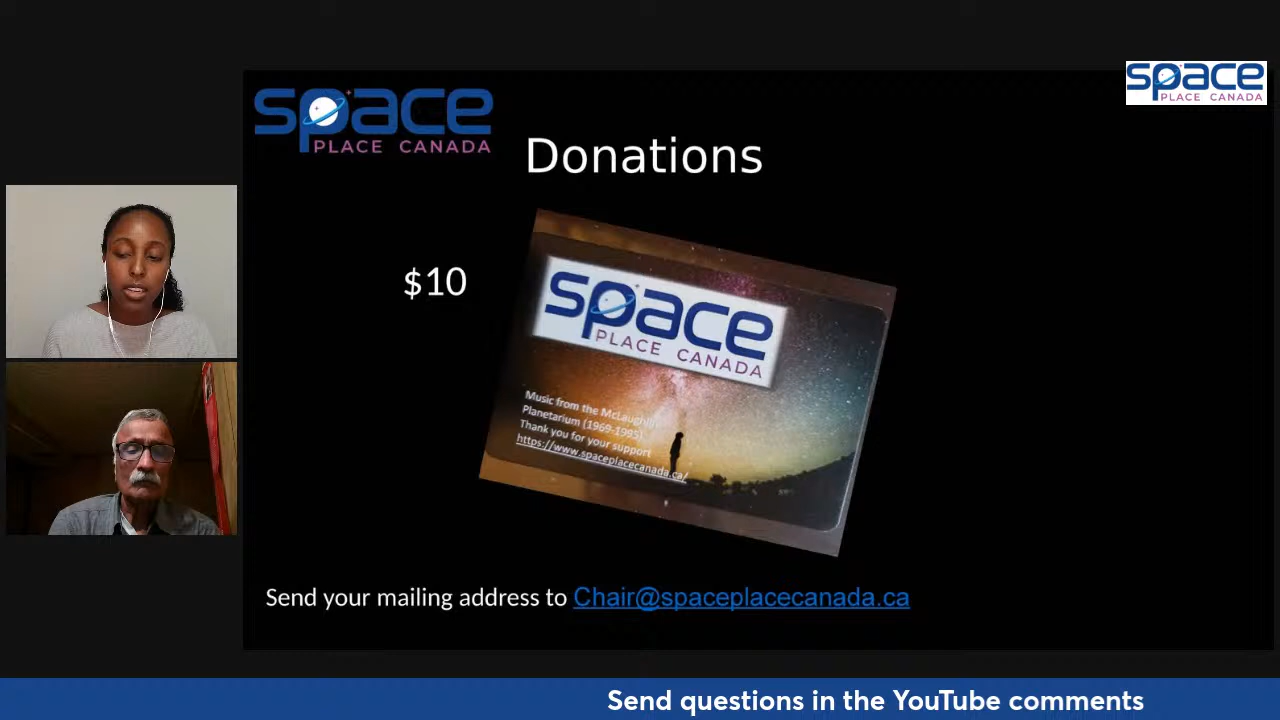 space
PLACE CANADA
space
PLACE CANADA
Donations
$10
space
PLACE CANADA
Music from the McLaughlin
Planetarium (1969-1995)
Thank you for your support
https://www.spaceplacecanada.ca/
Send your mailing address to Chair@spaceplacecanada.ca
Send questions in the YouTube comments